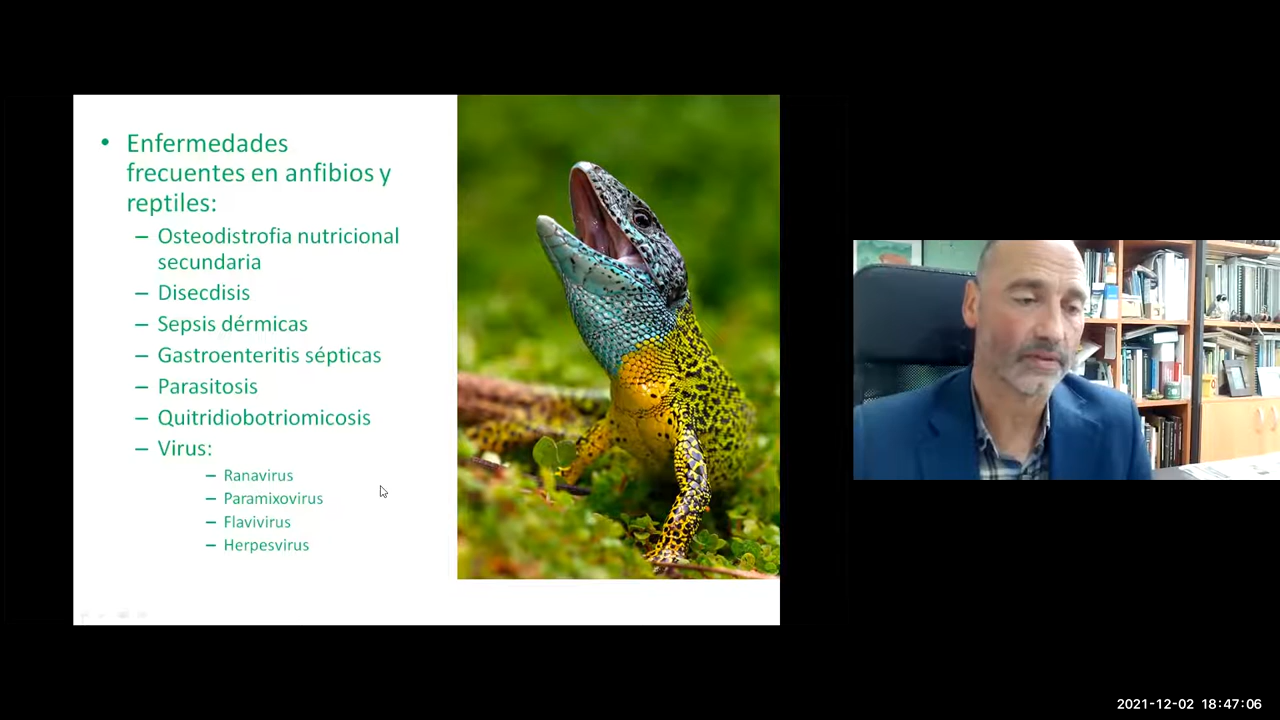 • Enfermedades
frecuentes en anfibios y
reptiles:
– Osteodistrofia nutricional
secundaria
– Disecdisis
– Sepsis dérmicas
– Gastroenteritis sépticas
– Parasitosis
– Quitridiobotriomicosis
– Virus:
– Ranavirus
– Paramixovirus
– Flavivirus
– Herpesvirus
2021-12-02 18:47:06